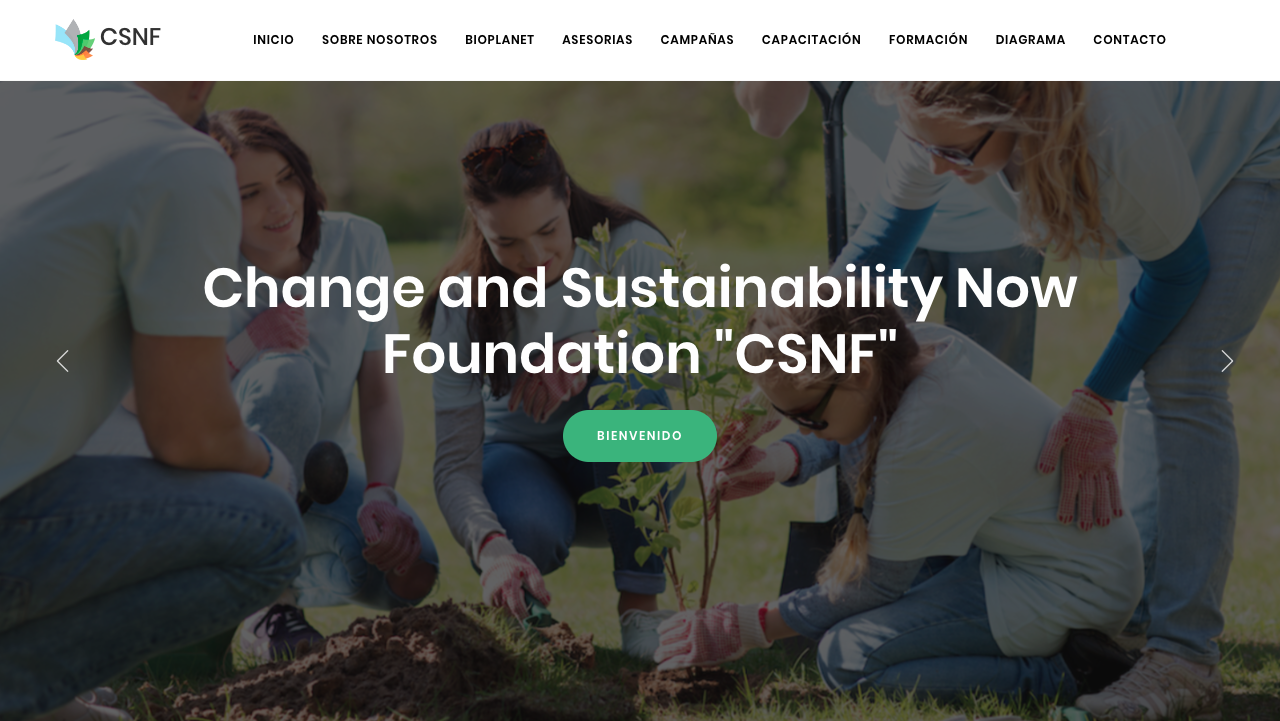 CSNF
INICIO SOBRE NOSOTROS BIOPLANET ASESORIAS CAMPAÑAS CAPACITACIÓN FORMACIÓN DIAGRAMA CONTACTO
Change and Sustainability Now
Foundation "CSNF"
BIENVENIDO